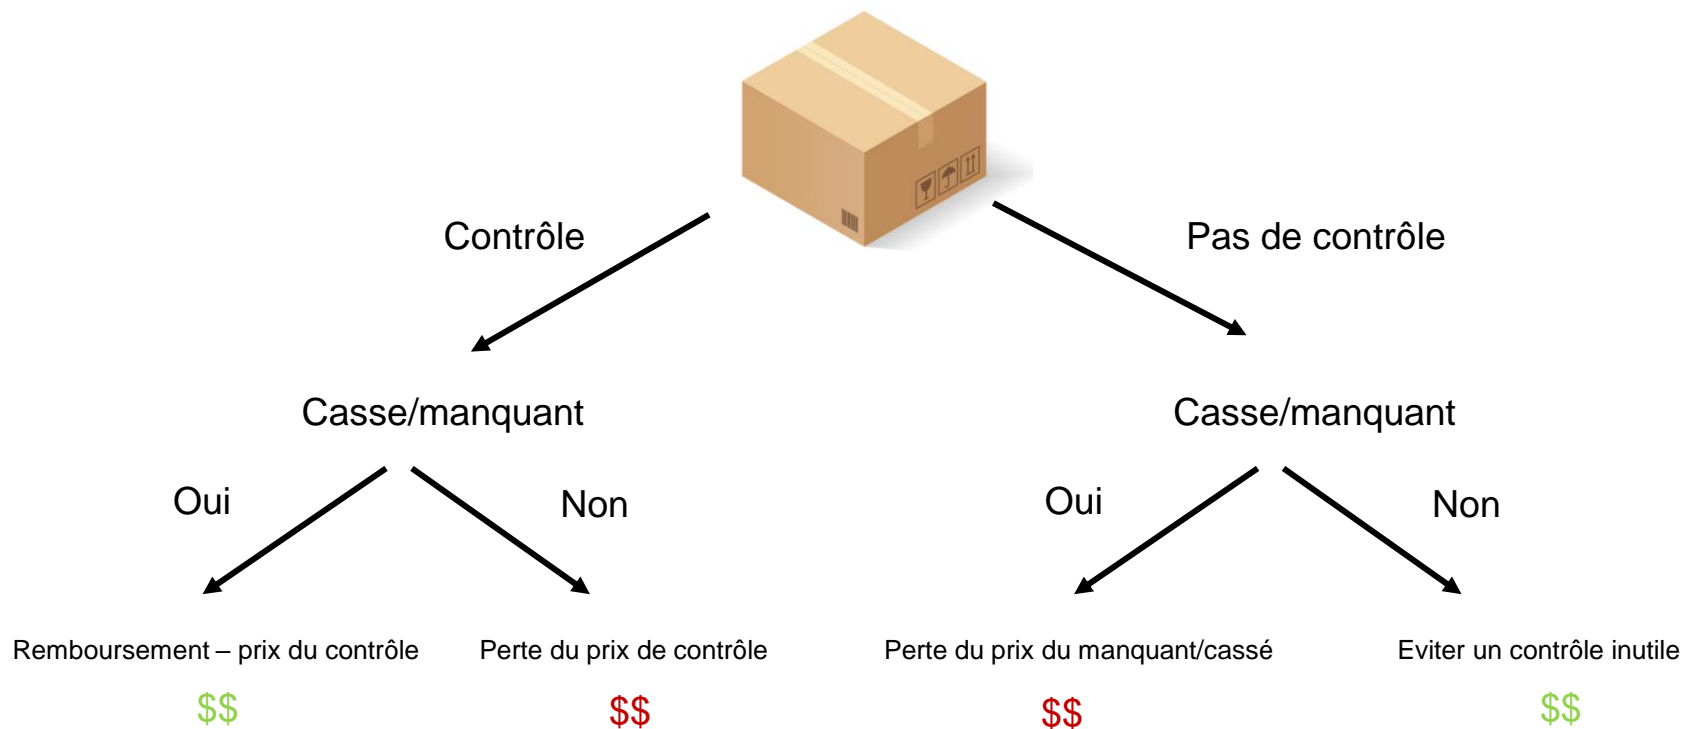 Contrôle
Pas de contrôle
Casse/manquant
Casse/manquant
Oui
Non
Oui
Non
Remboursement – prix du contrôle
Perte du prix de contrôle
Perte du prix du manquant/cassé
Eviter un contrôle inutile
$$
$$
$$
$$